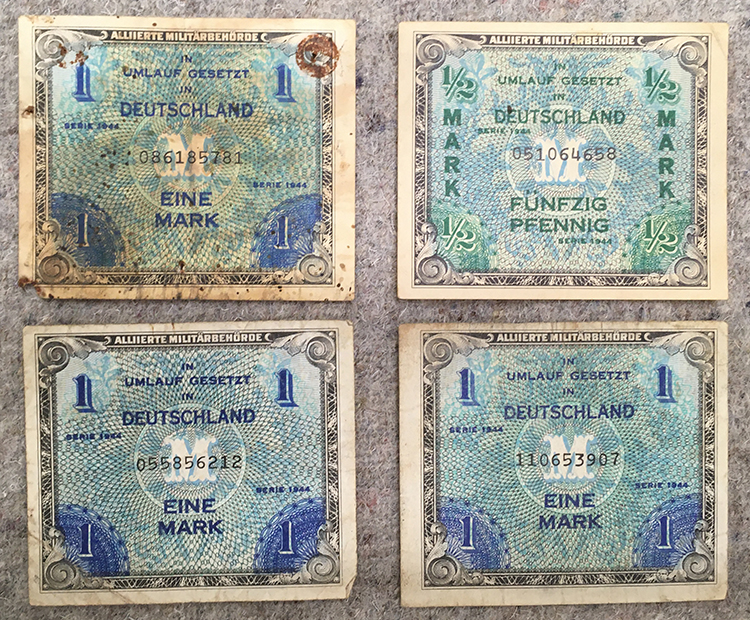 ALLIIERTE MILITÄRBEHÖRDE
IN
1 UMLAUF GESETZT 1
IN
DEUTSCHLAND
SERIE 1944
M
086185781
SERIE 1944
EINE
MARK
1 1
ALLIIERTE MILITÄRBEHÖRDE
IN
½ UMLAUF GESETZT ½
IN
DEUTSCHLAND
SERIE 1944
MARK MARK
M
051064658
FÜNFZIG
PFENNIG
SERIE 1944
½ ½
ALLIIERTE MILITÄRBEHÖRDE
IN
1 UMLAUF GESETZT 1
IN
DEUTSCHLAND
SERIE 1944
M
055856212
SERIE 1944
EINE
MARK
1 1
ALLIIERTE MILITÄRBEHÖRDE
IN
1 UMLAUF GESETZT 1
IN
DEUTSCHLAND
SERIE 1944
M
110653907
SERIE 1944
EINE
MARK
1 1